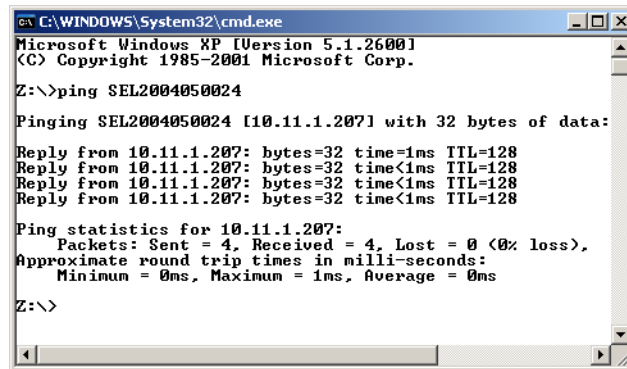 C:\WINDOWS\System32\cmd.exe
Microsoft Windows XP [Version 5.1.2600]
(C) Copyright 1985-2001 Microsoft Corp.
Z:\>ping SEL2004050024
Pinging SEL2004050024 [10.11.1.207] with 32 bytes of data:
Reply from 10.11.1.207: bytes=32 time=1ms TTL=128
Reply from 10.11.1.207: bytes=32 time<1ms TTL=128
Reply from 10.11.1.207: bytes=32 time<1ms TTL=128
Reply from 10.11.1.207: bytes=32 time<1ms TTL=128
Ping statistics for 10.11.1.207:
    Packets: Sent = 4, Received = 4, Lost = 0 (0% loss),
Approximate round trip times in milli-seconds:
    Minimum = 0ms, Maximum = 1ms, Average = 0ms
Z:\>